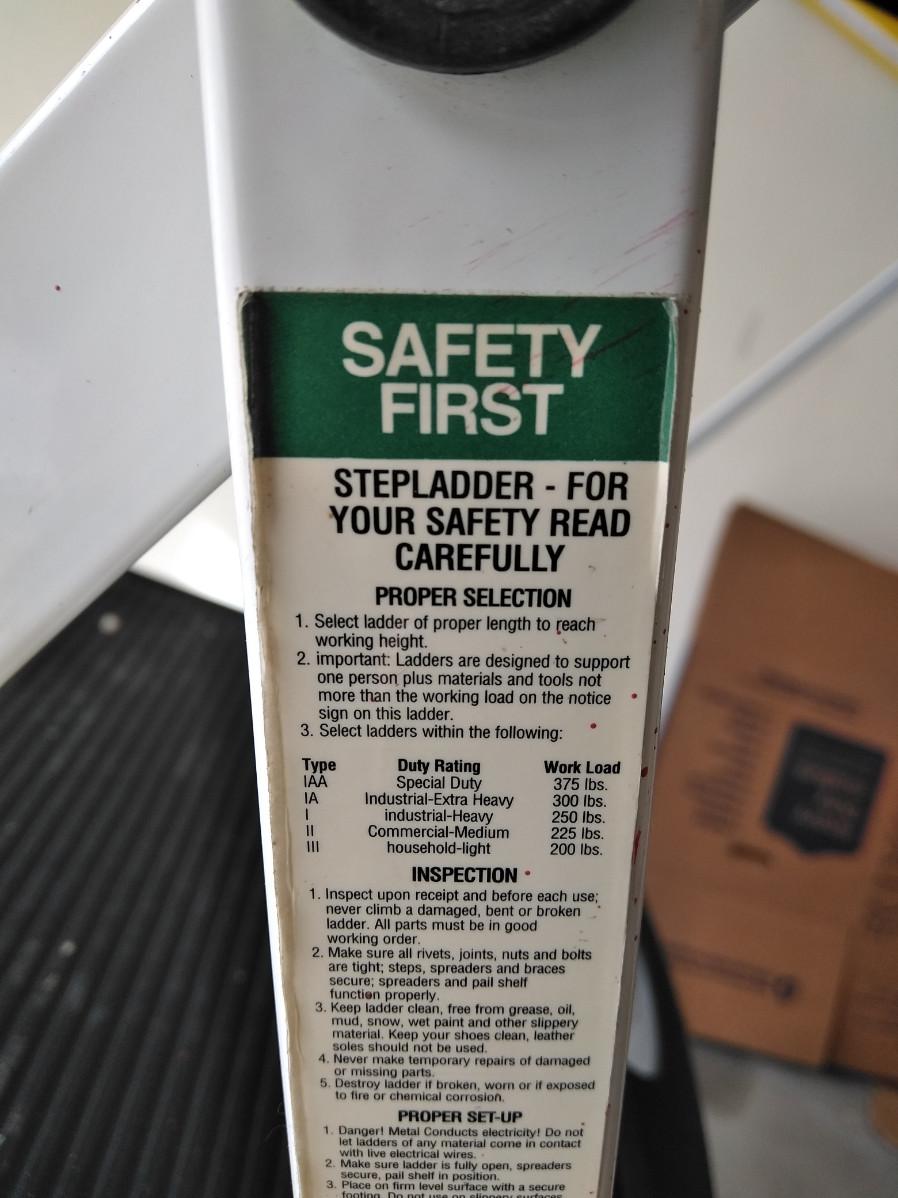 SAFETY
FIRST
STEPLADDER - FOR
YOUR SAFETY READ
CAREFULLY
PROPER SELECTION
1. Select ladder of proper length to reach
working height.
2. important: Ladders are designed to support
one person plus materials and tools not
more than the working load on the notice
sign on this ladder.
3. Select ladders within the following:
Type Duty Rating Work Load
IAA Special Duty 375 lbs.
IA Industrial-Extra Heavy 300 lbs.
I industrial-Heavy 250 lbs.
II Commercial-Medium 225 lbs.
III household-light 200 lbs.
INSPECTION
1. Inspect upon receipt and before each use;
never climb a damaged, bent or broken
ladder. All parts must be in good
working order.
2. Make sure all rivets, joints, nuts and bolts
are tight; steps, spreaders and braces
secure; spreaders and pail shelf
function properly.
3. Keep ladder clean, free from grease, oil,
mud, snow, wet paint and other slippery
material. Keep your shoes clean, leather
soles should not be used.
4. Never make temporary repairs of damaged
or missing parts.
5. Destroy ladder if broken, worn or if exposed
to fire or chemical corrosion.
PROPER SET-UP
1. Danger! Metal Conducts electricity! Do not
let ladders of any material come in contact
with live electrical wires.
2. Make sure ladder is fully open, spreaders
secure, pail shelf in position.
3. Place on firm level surface with a secure
footing. Do not use on slippery surfaces